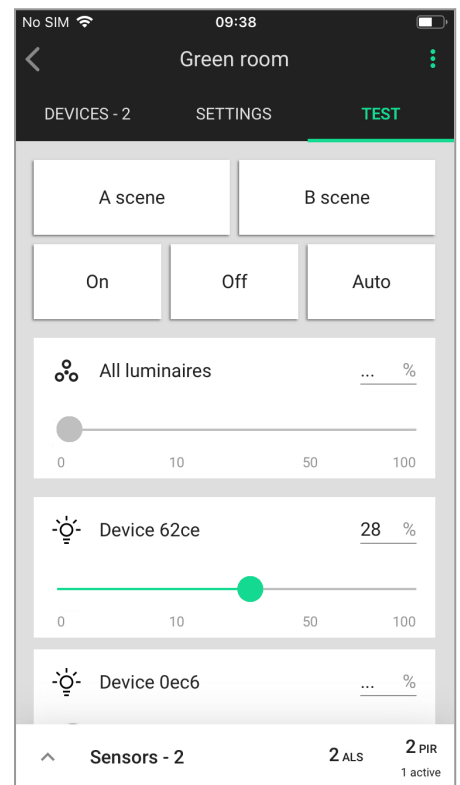 No SIM 09:38
Green room
DEVICES - 2 SETTINGS TEST
A scene B scene
On Off Auto
All luminaires ... %
0 10 50 100
Device 62ce 28 %
0 10 50 100
Device 0ec6 ... %
Sensors - 2 2 ALS 2 PIR
1 active